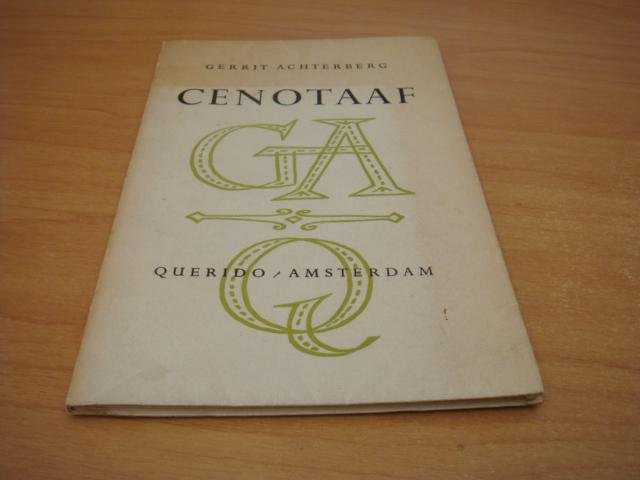 GERRIT ACHTERBERG
CENOTAAF
GA
Q
QUERIDO / AMSTERDAM